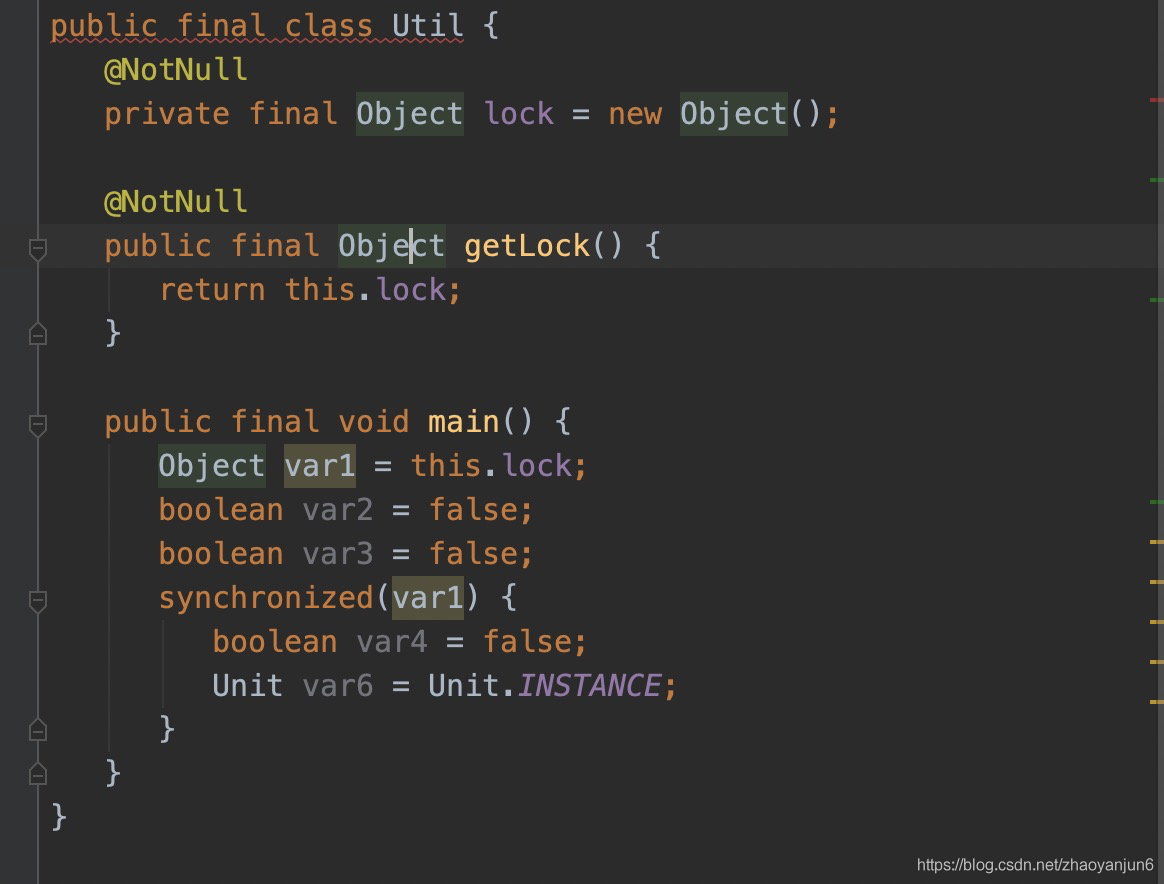 public final class Util {
@NotNull
private final Object lock = new Object();
@NotNull
public final Object getLock() {
return this.lock;
}
public final void main() {
Object var1 = this.lock;
boolean var2 = false;
boolean var3 = false;
synchronized(var1) {
boolean var4 = false;
Unit var6 = Unit.INSTANCE;
}
}
}
https://blog.csdn.net/zhaoyanjun6